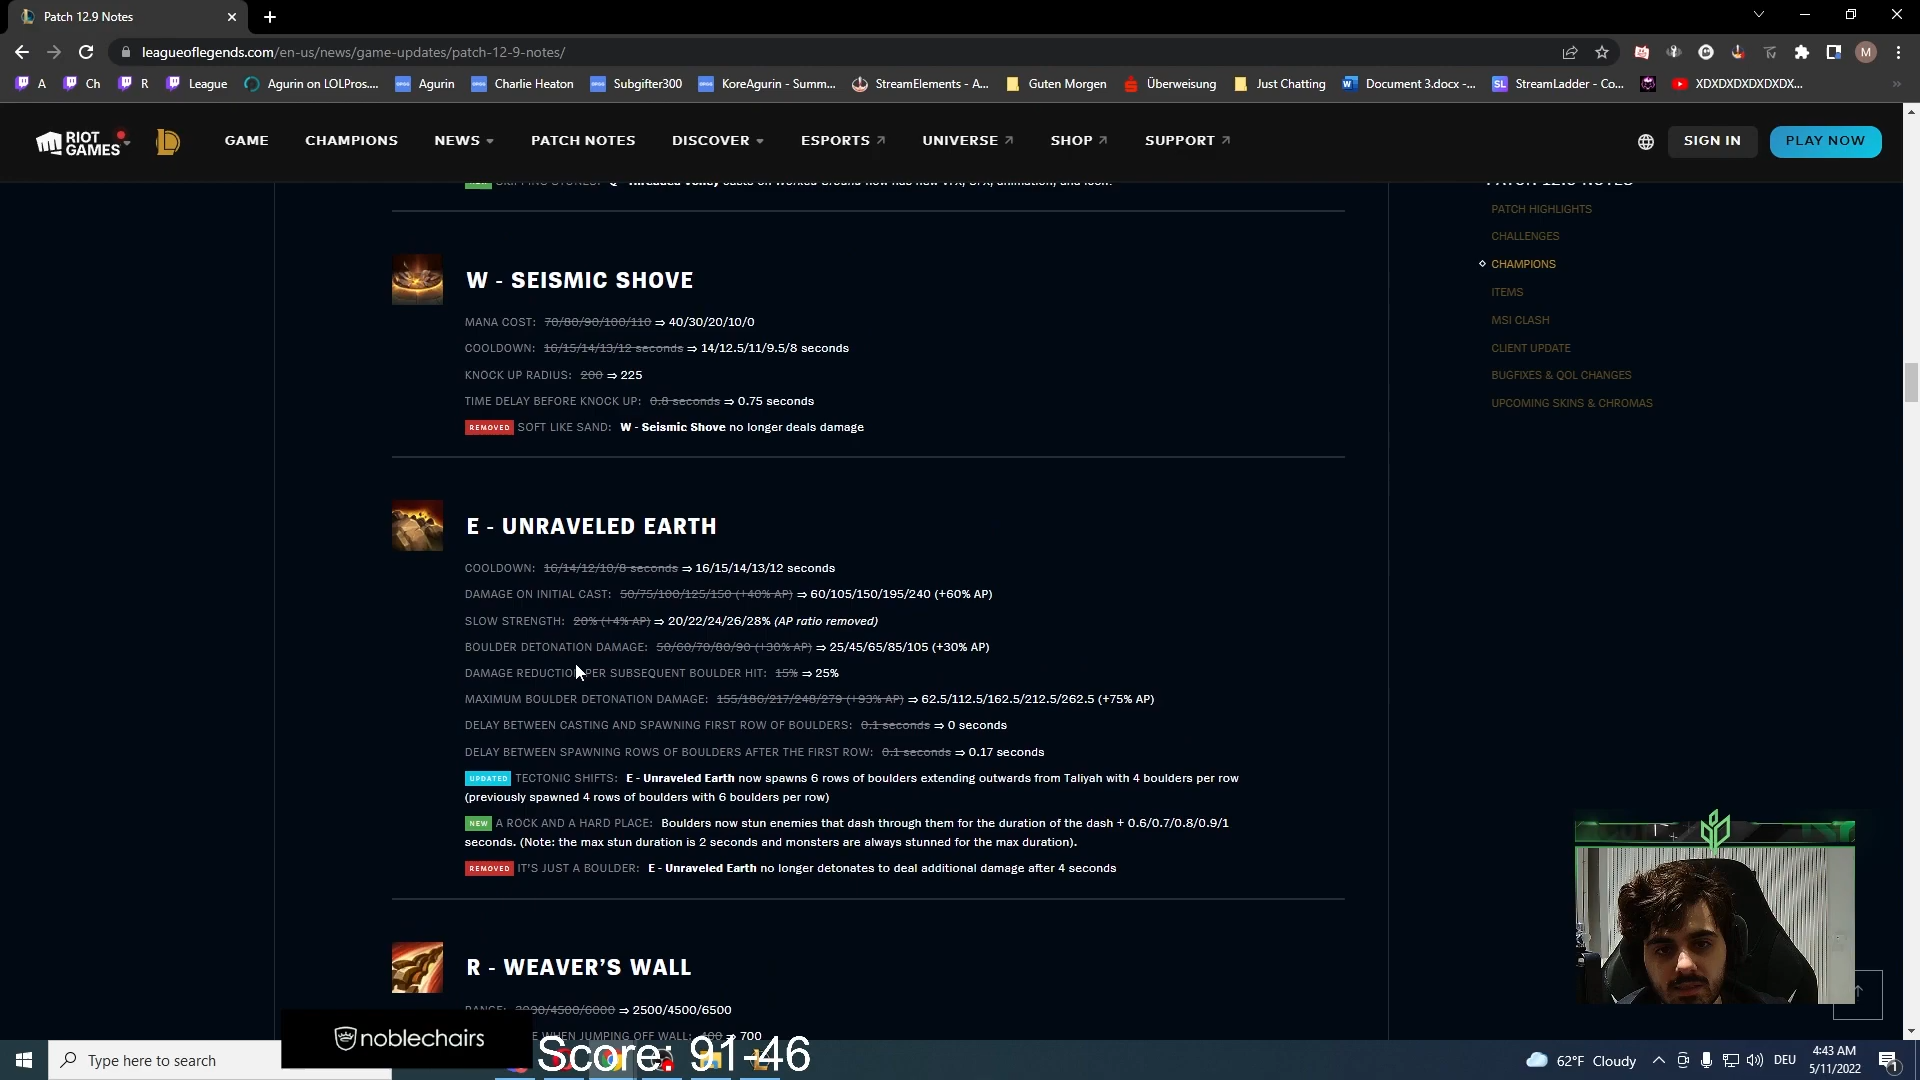 Patch 12.9 Notes
leagueoflegends.com/en-us/news/game-updates/patch-12-9-notes/
M
A Ch R League Agurin on LOLPros.... Agurin Charlie Heaton Subgifter300 KoreAgurin - Summ... StreamElements - A... Guten Morgen Überweisung Just Chatting Document 3.docx -... SL StreamLadder - Co... XDXDXDXDXDXDX...
RIOT GAMES GAME CHAMPIONS NEWS PATCH NOTES DISCOVER ESPORTS UNIVERSE SHOP SUPPORT SIGN IN PLAY NOW
W - SEISMIC SHOVE
MANA COST: 70/80/90/100/110 ⇒ 40/30/20/10/0
COOLDOWN: 16/15/14/13/12 seconds ⇒ 14/12.5/11/9.5/8 seconds
KNOCK UP RADIUS: 200 ⇒ 225
TIME DELAY BEFORE KNOCK UP: 0.8 seconds ⇒ 0.75 seconds
REMOVED SOFT LIKE SAND: W - Seismic Shove no longer deals damage
E - UNRAVELED EARTH
COOLDOWN: 16/14/12/10/8 seconds ⇒ 16/15/14/13/12 seconds
DAMAGE ON INITIAL CAST: 50/75/100/125/150 (+40% AP) ⇒ 60/105/150/195/240 (+60% AP)
SLOW STRENGTH: 20% (+4% AP) ⇒ 20/22/24/26/28% (AP ratio removed)
BOULDER DETONATION DAMAGE: 50/60/70/80/90 (+30% AP) ⇒ 25/45/65/85/105 (+30% AP)
DAMAGE REDUCTION PER SUBSEQUENT BOULDER HIT: 15% ⇒ 25%
MAXIMUM BOULDER DETONATION DAMAGE: 155/186/217/248/279 (+93% AP) ⇒ 62.5/112.5/162.5/212.5/262.5 (+75% AP)
DELAY BETWEEN CASTING AND SPAWNING FIRST ROW OF BOULDERS: 0.1 seconds ⇒ 0 seconds
DELAY BETWEEN SPAWNING ROWS OF BOULDERS AFTER THE FIRST ROW: 0.1 seconds ⇒ 0.17 seconds
UPDATED TECTONIC SHIFTS: E - Unraveled Earth now spawns 6 rows of boulders extending outwards from Taliyah with 4 boulders per row
(previously spawned 4 rows of boulders with 6 boulders per row)
NEW A ROCK AND A HARD PLACE: Boulders now stun enemies that dash through them for the duration of the dash + 0.6/0.7/0.8/0.9/1
seconds. (Note: the max stun duration is 2 seconds and monsters are always stunned for the max duration).
REMOVED IT'S JUST A BOULDER: E - Unraveled Earth no longer detonates to deal additional damage after 4 seconds
R - WEAVER'S WALL
RANGE: 3000/4500/6000 ⇒ 2500/4500/6500
WHEN JUMPING OFF WALL: 400 ⇒ 700
PATCH HIGHLIGHTS
CHALLENGES
CHAMPIONS
ITEMS
MSI CLASH
CLIENT UPDATE
BUGFIXES & QOL CHANGES
UPCOMING SKINS & CHROMAS
noblechairs
Score: 91-46
Type here to search
62°F Cloudy
DEU
4:43 AM
5/11/2022
1